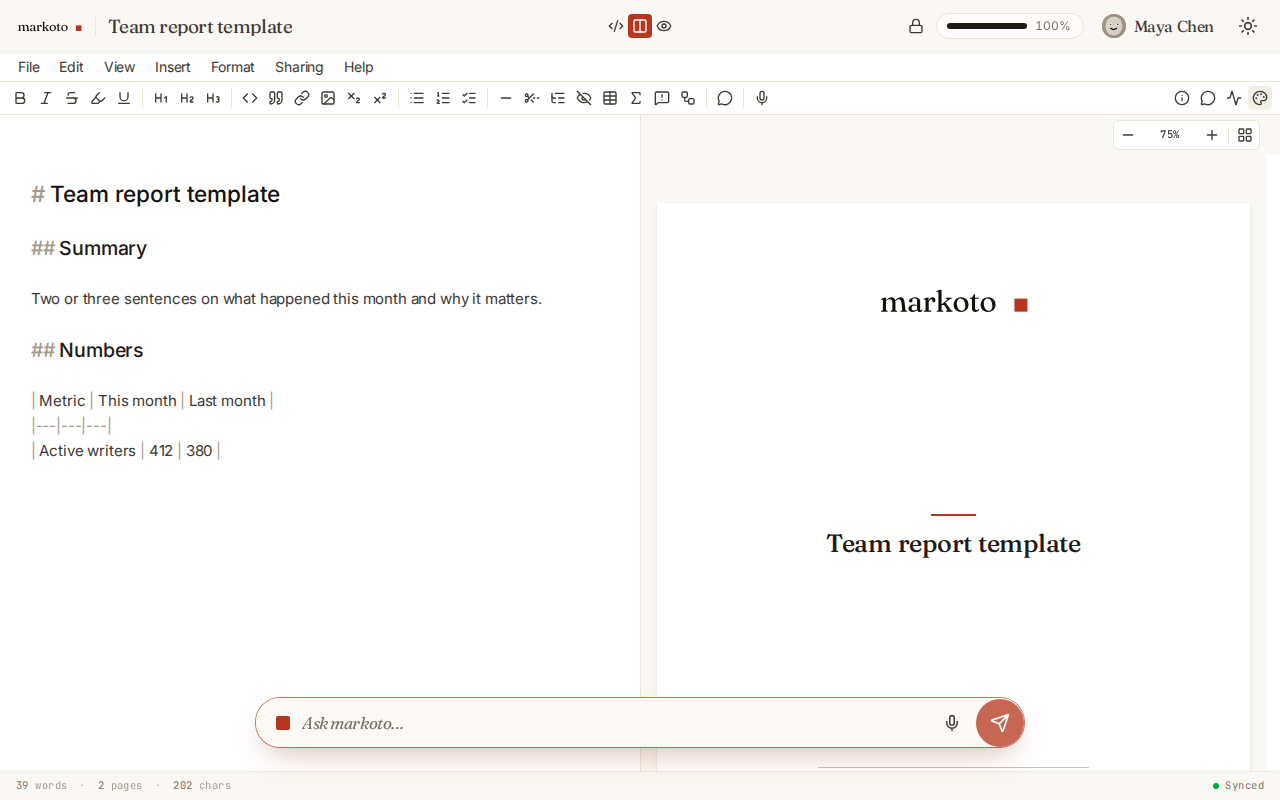 markoto
Team report template
100%
Maya Chen
File Edit View Insert Format Sharing Help
H1 H2 H3
75%
# Team report template
## Summary
Two or three sentences on what happened this month and why it matters.
## Numbers
| Metric | This month | Last month |
|---|---|---|
| Active writers | 412 | 380 |
markoto
Team report template
Ask markoto...
39 words · 2 pages · 202 chars
Synced